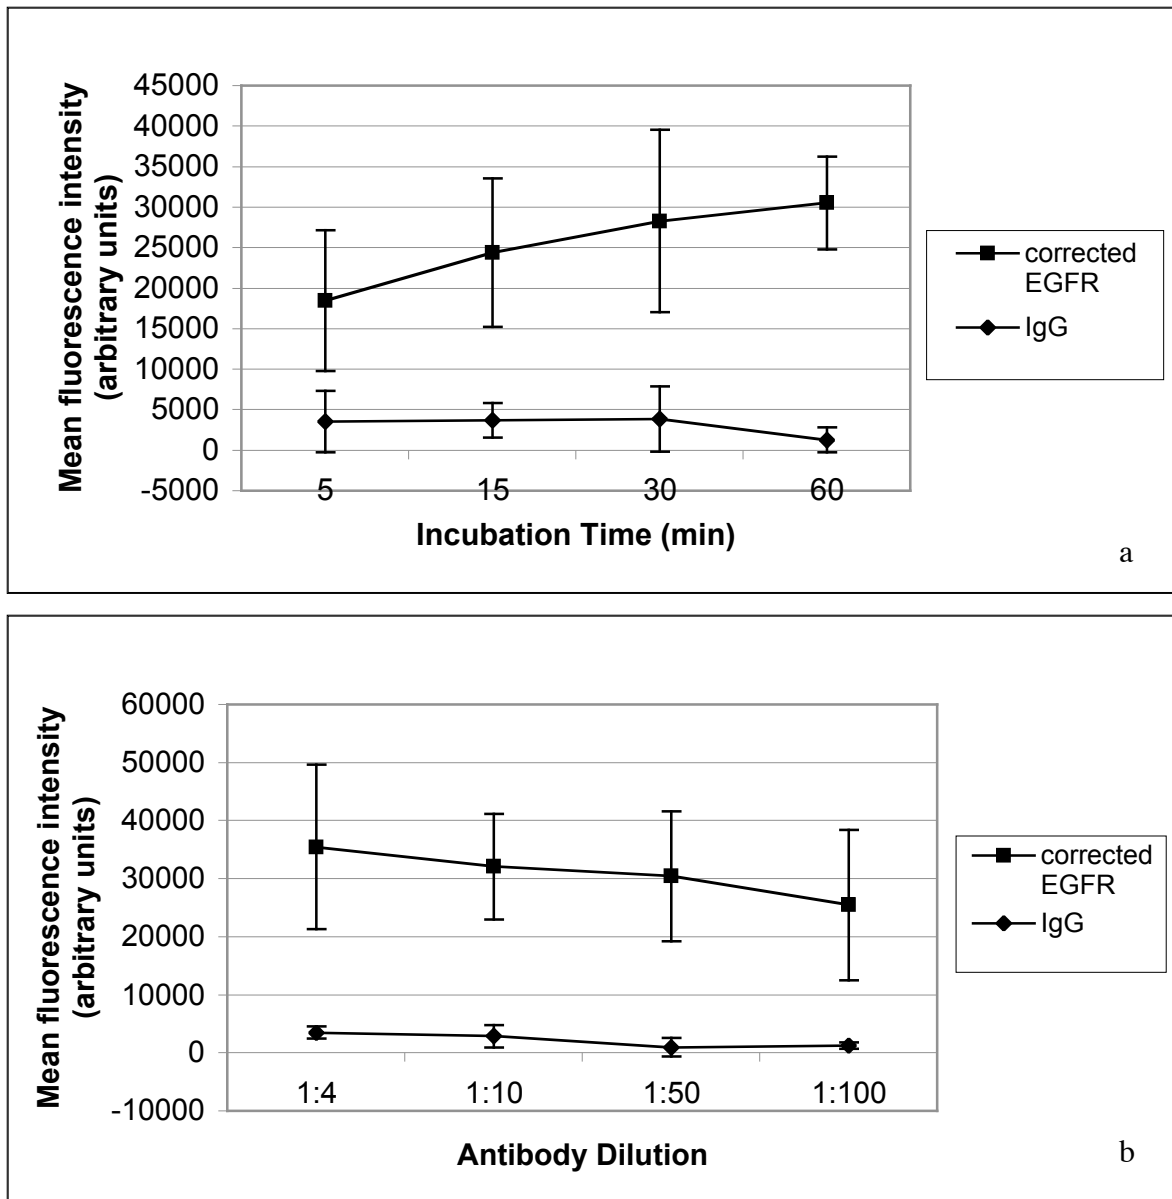 Mean fluorescence intensity
(arbitrary units)
45000
40000
35000
30000
25000
20000
15000
10000
5000
0
-5000
5 15 30 60
Incubation Time (min)
corrected
EGFR
IgG
a
Mean fluorescence intensity
(arbitrary units)
60000
50000
40000
30000
20000
10000
0
-10000
1:4 1:10 1:50 1:100
Antibody Dilution
corrected
EGFR
IgG
b